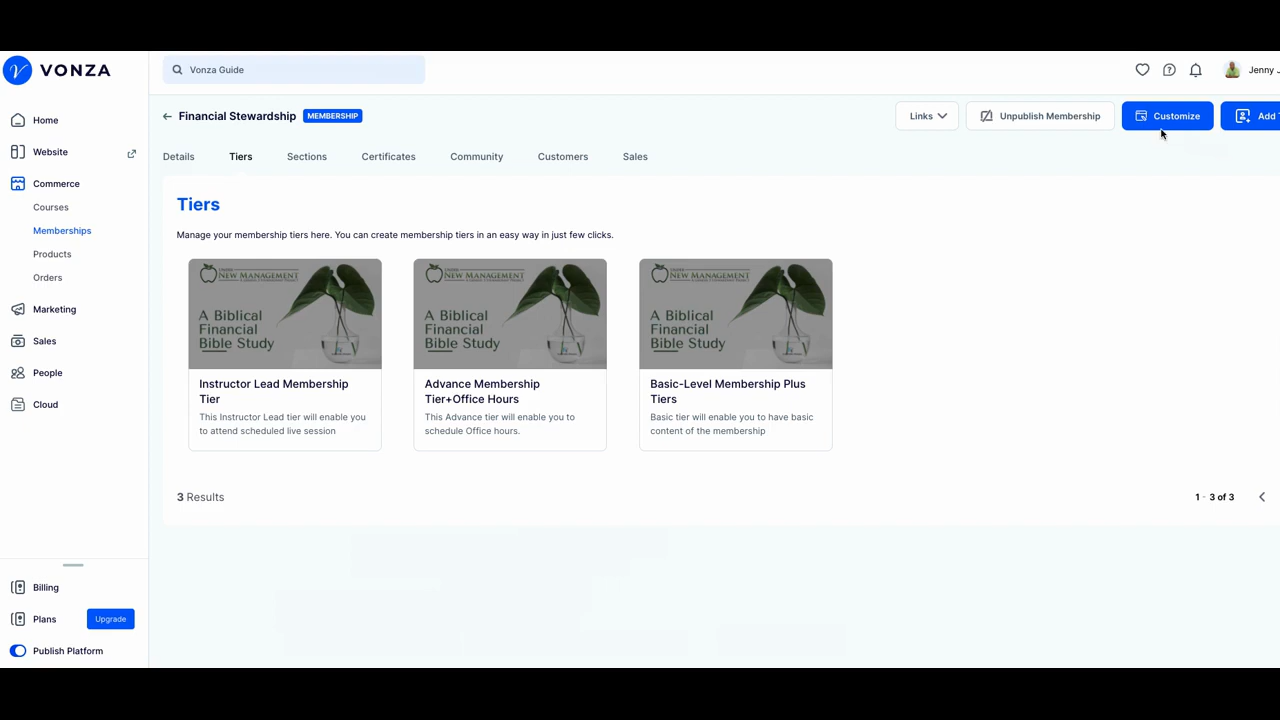 VONZA
Vonza Guide
Jenny J
Home
Website
Commerce
Courses
Memberships
Products
Orders
Marketing
Sales
People
Cloud
Billing
Plans
Upgrade
Publish Platform
Financial Stewardship
MEMBERSHIP
Links
Unpublish Membership
Customize
Add
Details
Tiers
Sections
Certificates
Community
Customers
Sales
Tiers
Manage your membership tiers here. You can create membership tiers in an easy way in just few clicks.
UNDER
NEW MANAGEMENT
A Biblical
Financial
Bible Study
Instructor Lead Membership
Tier
This Instructor Lead tier will enable you
to attend scheduled live session
UNDER
NEW MANAGEMENT
A Biblical
Financial
Bible Study
Advance Membership
Tier+Office Hours
This Advance tier will enable you to
schedule Office hours.
UNDER
NEW MANAGEMENT
A Biblical
Financial
Bible Study
Basic-Level Membership Plus
Tiers
Basic tier will enable you to have basic
content of the membership
3 Results
1 - 3 of 3